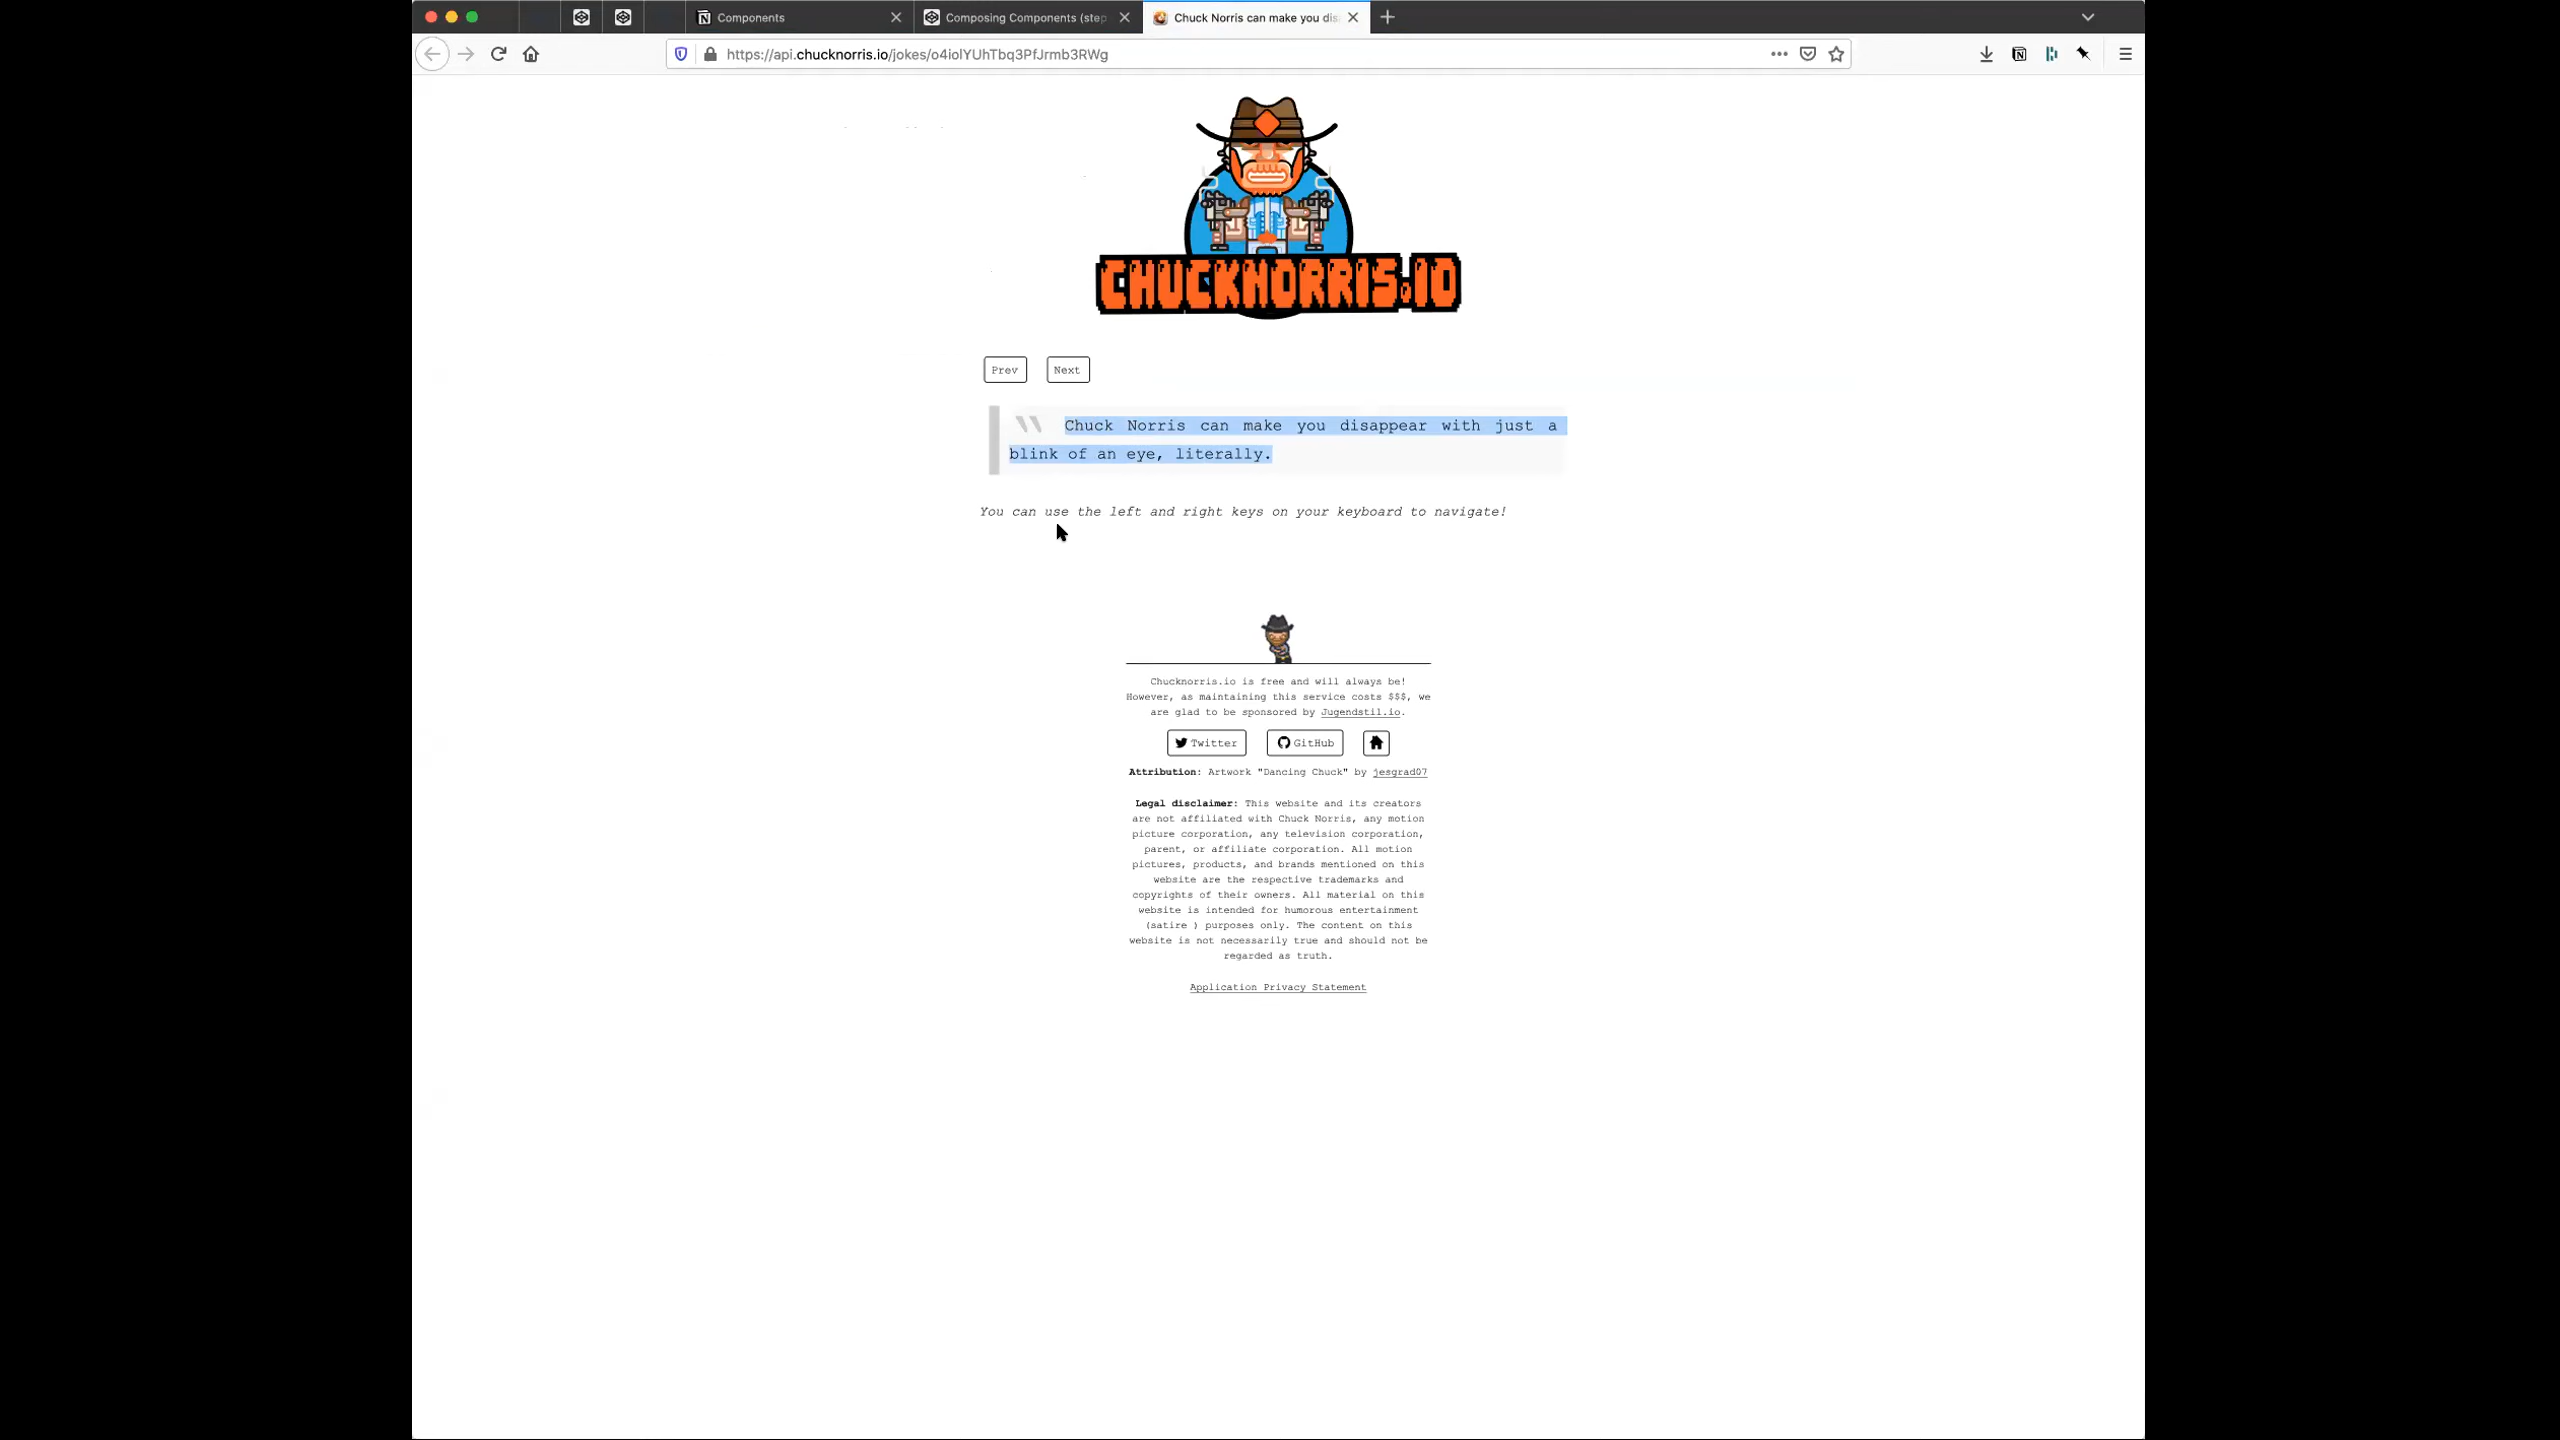 Components
Composing Components (step
Chuck Norris can make you dis
https://api.chucknorris.io/jokes/o4iolYUhTbq3PfJrmb3RWg
CHUCKNORRIS.IO
Prev
Next
Chuck Norris can make you disappear with just a
blink of an eye, literally.
You can use the left and right keys on your keyboard to navigate!
Chucknorris.io is free and will always be!
However, as maintaining this service costs $$$, we
are glad to be sponsored by Jugendstil.io.
Twitter
GitHub
Attribution: Artwork "Dancing Chuck" by jesgrad07
Legal disclaimer: This website and its creators
are not affiliated with Chuck Norris, any motion
picture corporation, any television corporation,
parent, or affiliate corporation. All motion
pictures, products, and brands mentioned on this
website are the respective trademarks and
copyrights of their owners. All material on this
website is intended for humorous entertainment
(satire ) purposes only. The content on this
website is not necessarily true and should not be
regarded as truth.
Application Privacy Statement